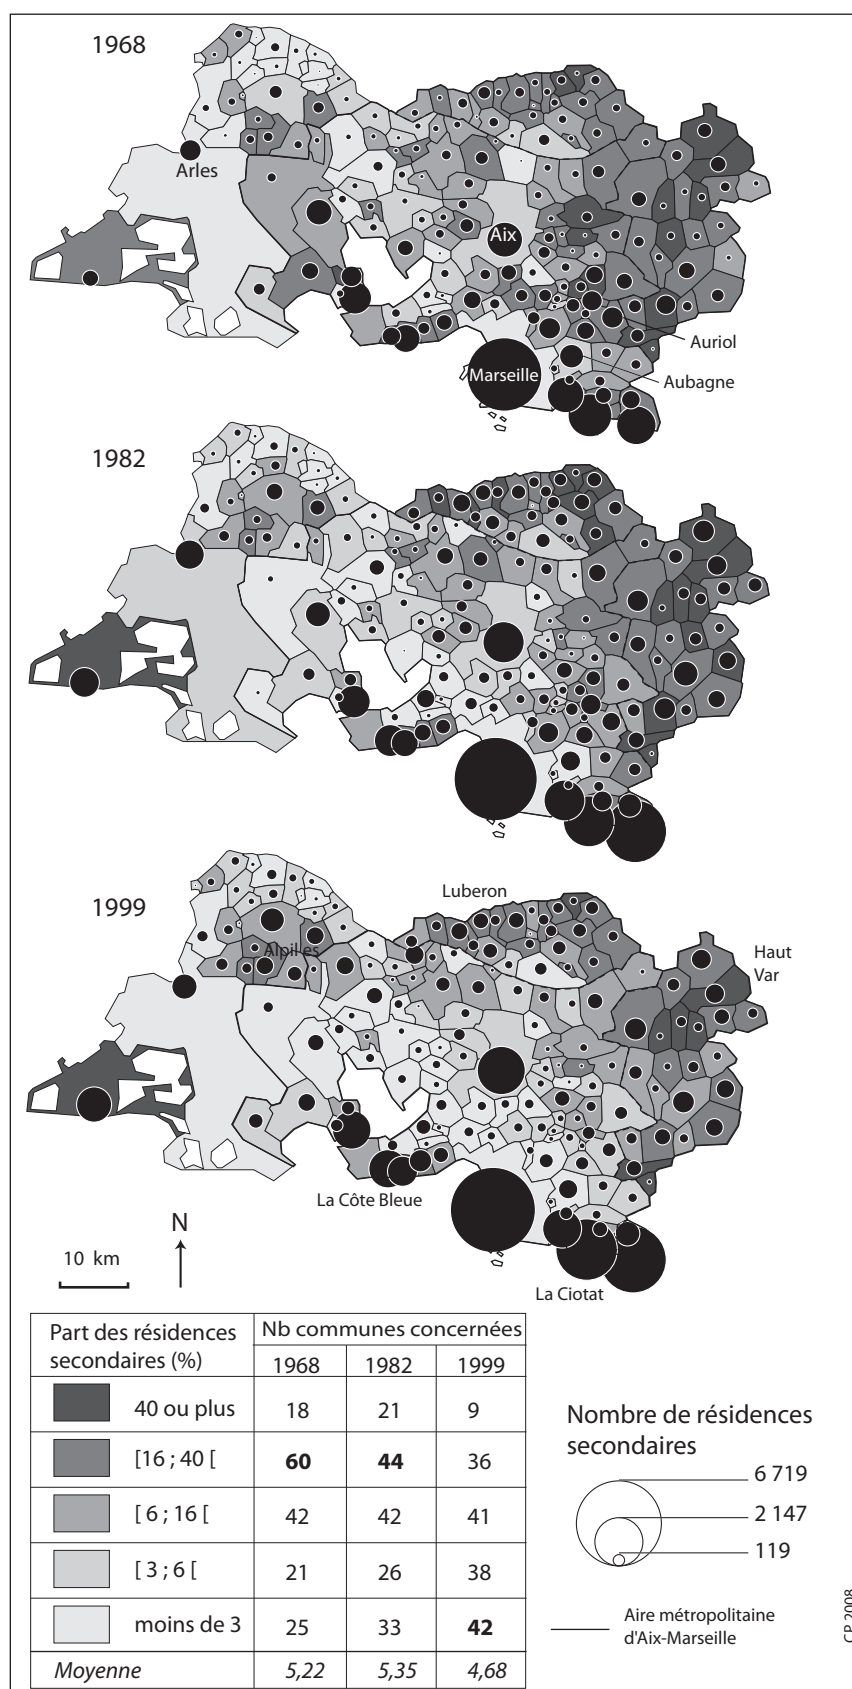 1968
Arles
Aix
Marseille
Auriol
Aubagne
1982
1999
Luberon
Alpilles
Haut
Var
La Côte Bleue
N
10 km
La Ciotat
Part des résidences secondaires (%)
Nb communes concernées
1968 1982 1999
40 ou plus 18 21 9
[16 ; 40 [ 60 44 36
[ 6 ; 16 [ 42 42 41
[ 3 ; 6 [ 21 26 38
moins de 3 25 33 42
Moyenne 5,22 5,35 4,68
Nombre de résidences
secondaires
6 719
2 147
119
Aire métropolitaine
d'Aix-Marseille
CP 2008